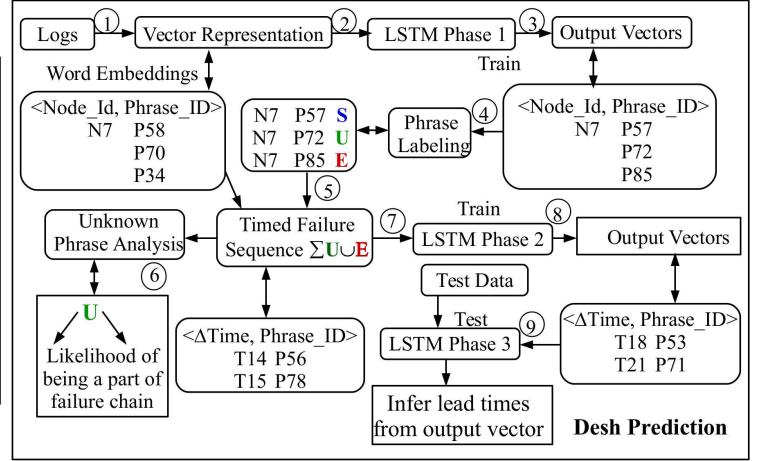 Logs
1
Vector Representation
2
LSTM Phase 1
3
Output Vectors
Word Embeddings
Train
<Node_Id, Phrase_ID>
N7 P58
P70
P34
N7 P57 S
N7 P72 U
N7 P85 E
Phrase
Labeling
4
<Node_Id, Phrase_ID>
N7 P57
P72
P85
5
Unknown
Phrase Analysis
Timed Failure
Sequence ∑U∪E
7
Train
LSTM Phase 2
8
Output Vectors
6
U
Likelihood of
being a part of
failure chain
<ΔTime, Phrase_ID>
T14 P56
T15 P78
Test Data
Test
LSTM Phase 3
9
<ΔTime, Phrase_ID>
T18 P53
T21 P71
Infer lead times
from output vector
Desh Prediction